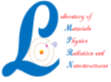 Laboratory of
Materials
Physics
Radiation and
Nanostructures